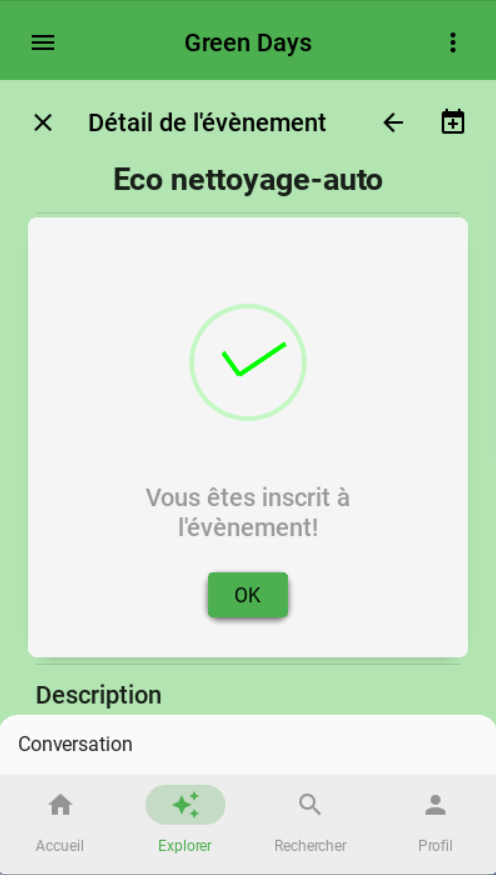 Green Days
Détail de l'évènement
Eco nettoyage-auto
Vous êtes inscrit à
l'évènement!
OK
Description
Conversation
Accueil
Explorer
Rechercher
Profil